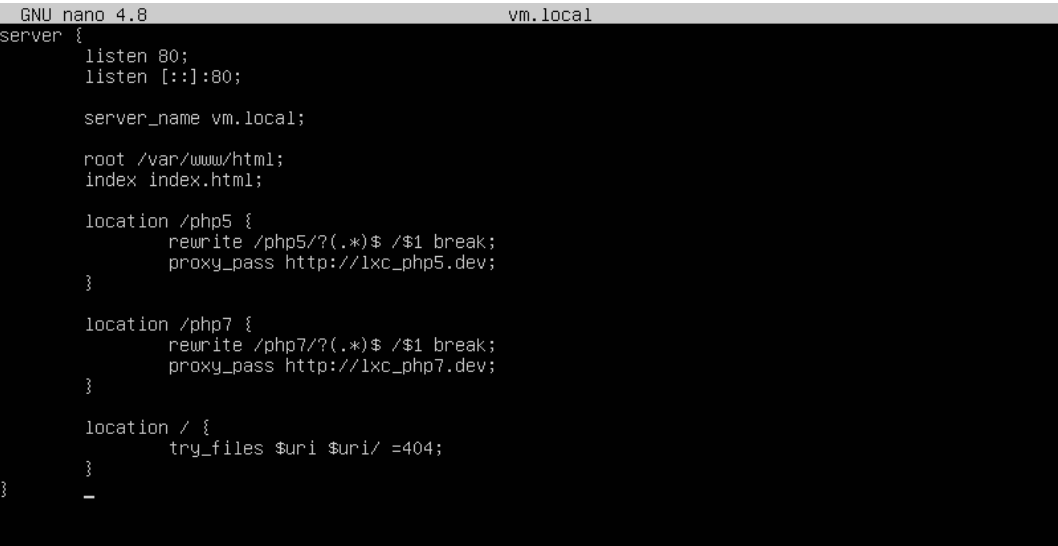 GNU nano 4.8 vm.local
server {
listen 80;
listen [::]:80;
server_name vm.local;
root /var/www/html;
index index.html;
location /php5 {
rewrite /php5/?(.*)$ /$1 break;
proxy_pass http://lxc_php5.dev;
}
location /php7 {
rewrite /php7/?(.*)$ /$1 break;
proxy_pass http://lxc_php7.dev;
}
location / {
try_files $uri $uri/ =404;
}
}